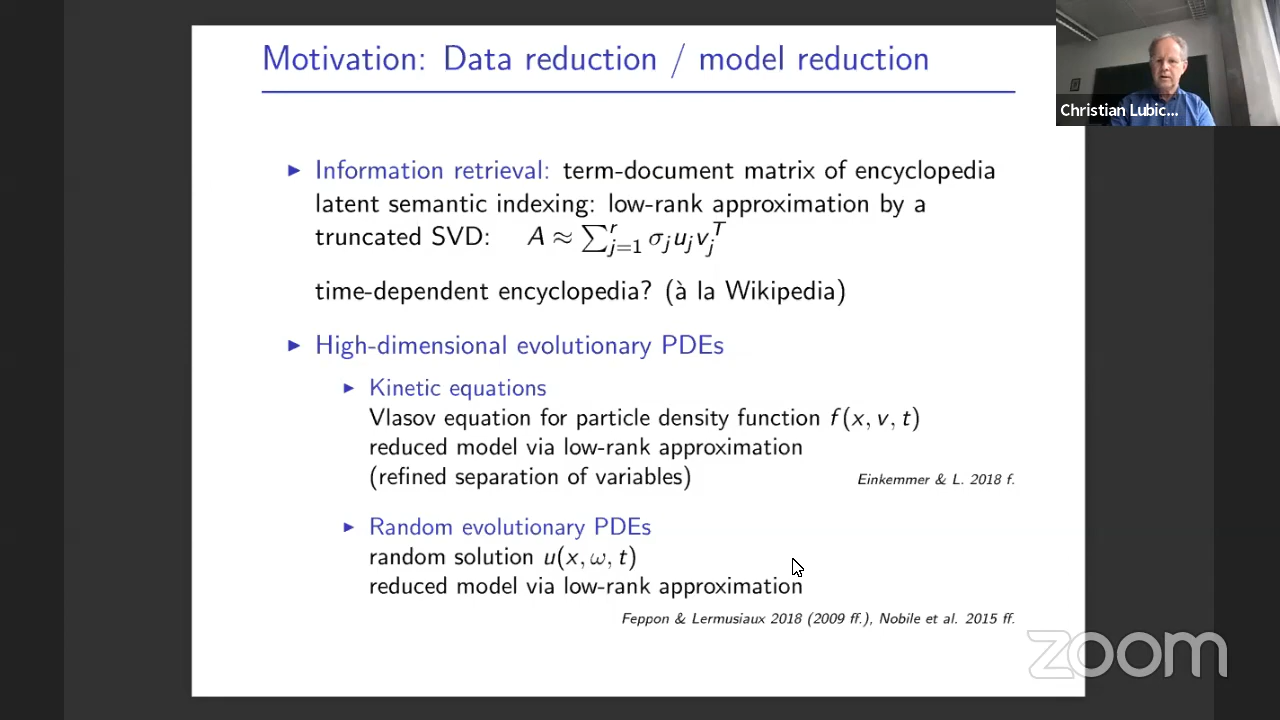 Motivation: Data reduction / model reduction
Christian Lubic...
▶ Information retrieval: term-document matrix of encyclopedia
latent semantic indexing: low-rank approximation by a
truncated SVD: A ≈ ∑_{j=1}^{r} σ_j u_j v_j^T
time-dependent encyclopedia? (à la Wikipedia)
▶ High-dimensional evolutionary PDEs
▶ Kinetic equations
Vlasov equation for particle density function f(x, v, t)
reduced model via low-rank approximation
(refined separation of variables) Einkemmer & L. 2018 f.
▶ Random evolutionary PDEs
random solution u(x, ω, t)
reduced model via low-rank approximation
Feppon & Lermusiaux 2018 (2009 ff.), Nobile et al. 2015 ff.
zoom